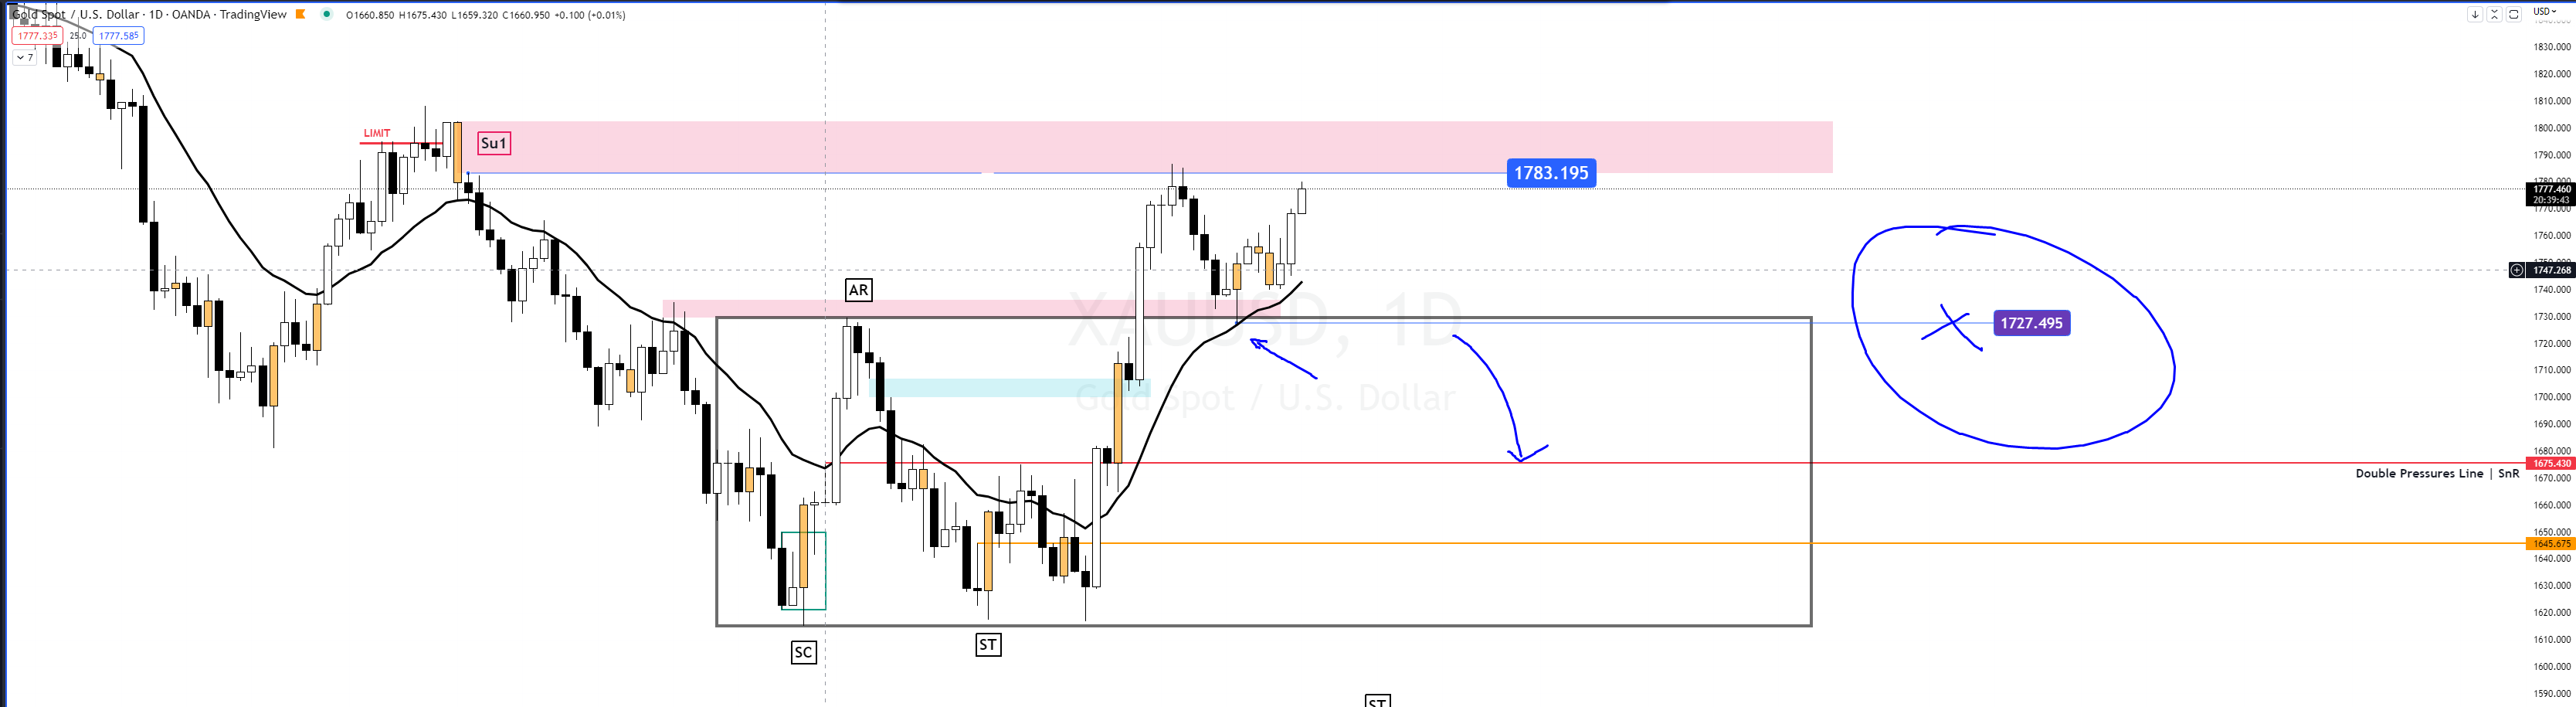 Gold Spot / U.S. Dollar · 1D · OANDA · TradingView O1660.850 H1675.430 L1659.320 C1660.950 +0.100 (+0.01%)
USD
1777.335 25.0 1777.585
7
1830.000
1820.000
1810.000
LIMIT
1800.000
Su1
1790.000
1783.195
1780.000
1777.460
20:39:43
1770.000
1760.000
1747.268
1740.000
AR
XAUUSD, 1D
1730.000
1727.495
1720.000
1710.000
Gold Spot / U.S. Dollar
1700.000
1690.000
1680.000
1675.430
Double Pressures Line | SnR
1670.000
1660.000
1650.000
1645.675
1640.000
1630.000
1620.000
1610.000
SC
ST
1600.000
1590.000
ST